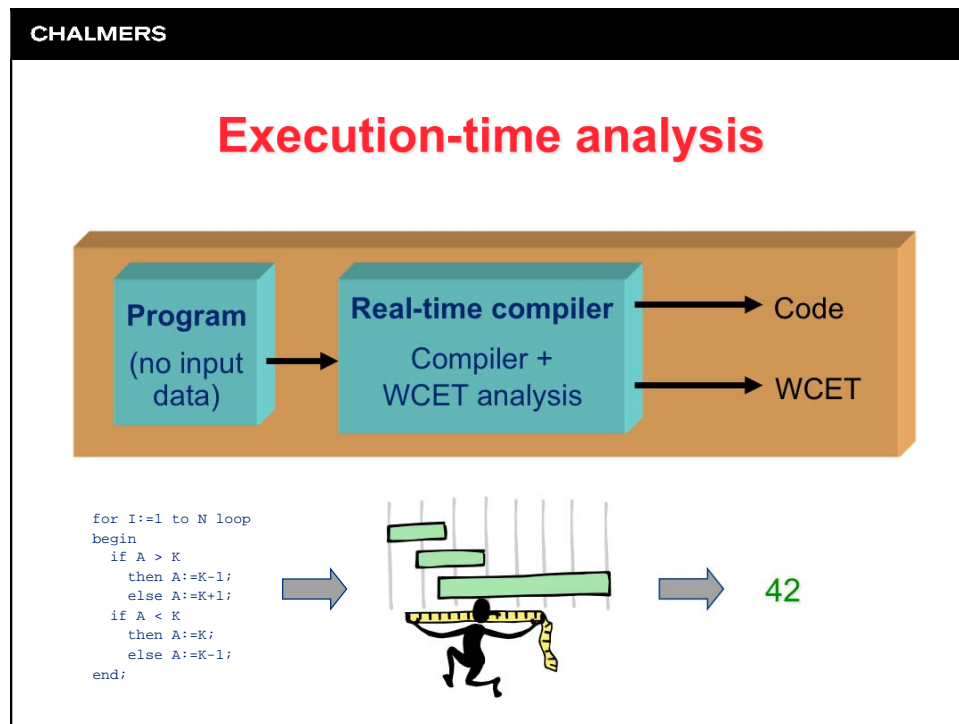 CHALMERS
Execution-time analysis
Program
(no input
data)
Real-time compiler
Compiler +
WCET analysis
Code
WCET
for I:=1 to N loop
begin
  if A > K
    then A:=K-1;
    else A:=K+1;
  if A < K
    then A:=K;
    else A:=K-1;
end;
42